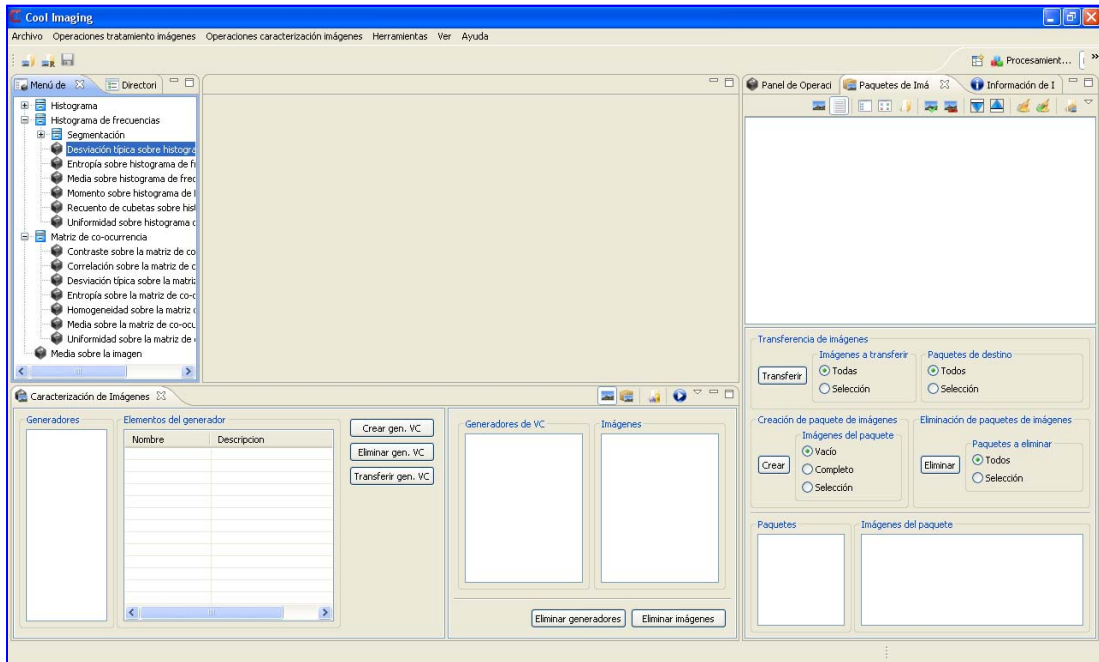 Cool Imaging
Archivo Operaciones tratamiento imágenes Operaciones caracterización imágenes Herramientas Ver Ayuda
Procesamient...
Menú de
Directori
Histograma
Histograma de frecuencias
Segmentación
Desviación típica sobre histogra
Entropía sobre histograma de
Media sobre histograma de frec
Momento sobre histograma de
Recuento de cubetas sobre
Uniformidad sobre histograma
Matriz de co-ocurrencia
Contraste sobre la matriz de co
Correlación sobre la matriz de c
Desviación típica sobre la
Entropía sobre la matriz de
Homogeneidad sobre la matriz
Media sobre la matriz de co-ocu
Uniformidad sobre la matriz de
Media sobre la imagen
Panel de Operaci
Paquetes de Imá
Información de I
Transferencia de imágenes
Transferir
Imágenes a transferir
Todas
Selección
Paquetes de destino
Todos
Selección
Creación de paquete de imágenes
Crear
Imágenes del paquete
Vacío
Completo
Selección
Eliminación de paquetes de imágenes
Eliminar
Paquetes a eliminar
Todos
Selección
Paquetes
Imágenes del paquete
Caracterización de Imágenes
Generadores
Elementos del generador
Nombre Descripcion
Crear gen. VC
Eliminar gen. VC
Transferir gen. VC
Generadores de VC
Imágenes
Eliminar generadores
Eliminar imágenes